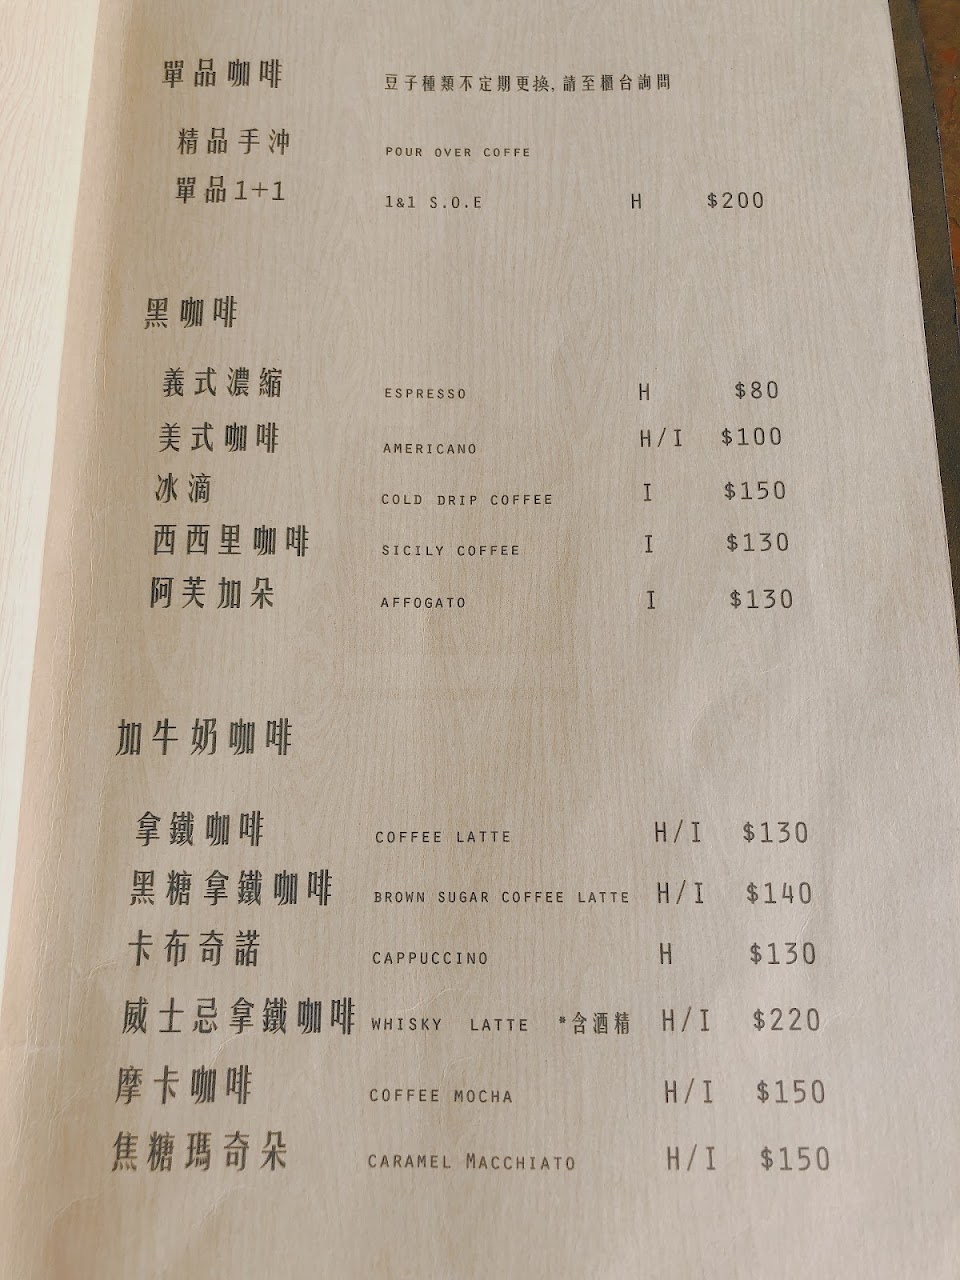 單品咖啡 豆子種類不定期更換，請至櫃台詢問
精品手沖 POUR OVER COFFE
單品1+1 1&1 S.O.E H $200
黑咖啡
義式濃縮 ESPRESSO H $80
美式咖啡 AMERICANO H/I $100
冰滴 COLD DRIP COFFEE I $150
西西里咖啡 SICILY COFFEE I $130
阿芙加朵 AFFOGATO I $130
加牛奶咖啡
拿鐵咖啡 COFFEE LATTE H/I $130
黑糖拿鐵咖啡 BROWN SUGAR COFFEE LATTE H/I $140
卡布奇諾 CAPPUCCINO H $130
威士忌拿鐵咖啡 WHISKY LATTE *含酒精 H/I $220
摩卡咖啡 COFFEE MOCHA H/I $150
焦糖瑪奇朵 CARAMEL MACCHIATO H/I $150